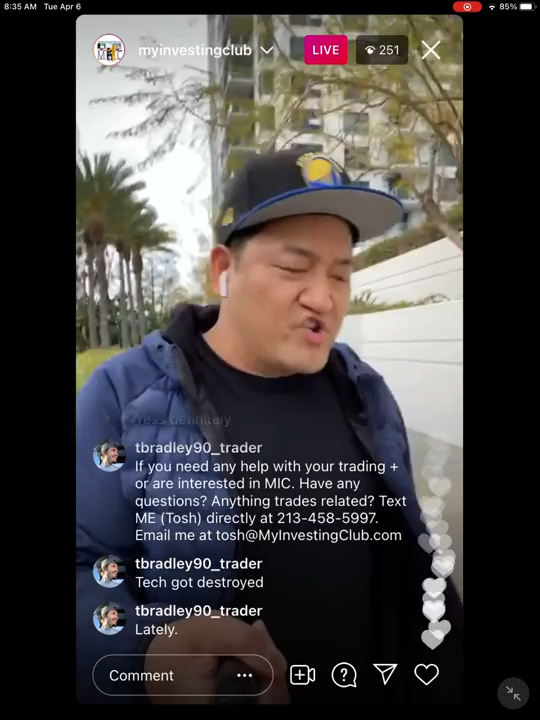 8:35 AM Tue Apr 6
85%
myinvestingclub
LIVE
251
Yess definitely
tbradley90_trader
If you need any help with your trading +
or are interested in MIC. Have any
questions? Anything trades related? Text
ME (Tosh) directly at 213-458-5997.
Email me at tosh@MyInvestingClub.com
tbradley90_trader
Tech got destroyed
tbradley90_trader
Lately.
Comment